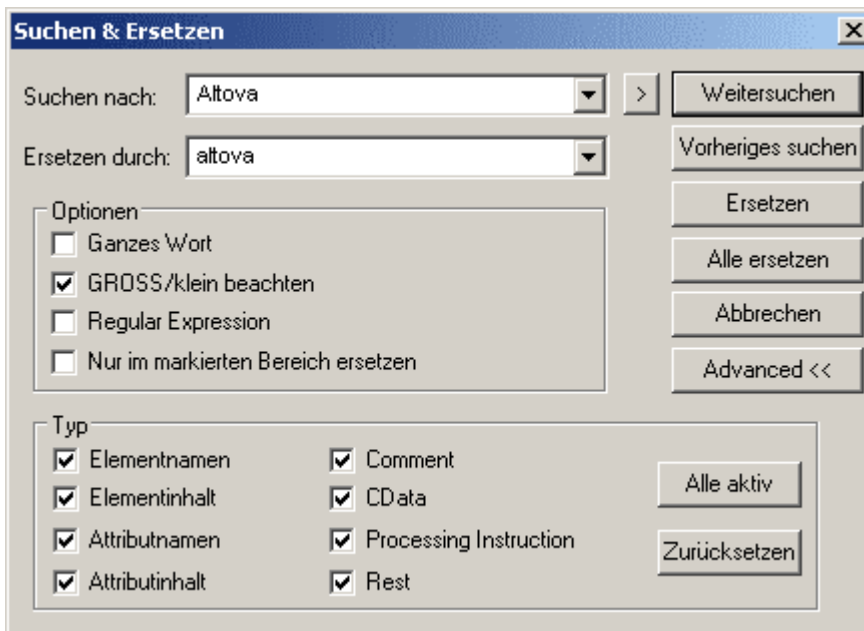 Suchen & Ersetzen
Suchen nach: Altova > Weitersuchen
Vorheriges suchen
Ersetzen durch: altova
Ersetzen
Alle ersetzen
Abbrechen
Advanced <<
Optionen
Ganzes Wort
GROSS/klein beachten
Regular Expression
Nur im markierten Bereich ersetzen
Typ
Elementnamen
Elementinhalt
Attributnamen
Attributinhalt
Comment
CData
Processing Instruction
Rest
Alle aktiv
Zurücksetzen